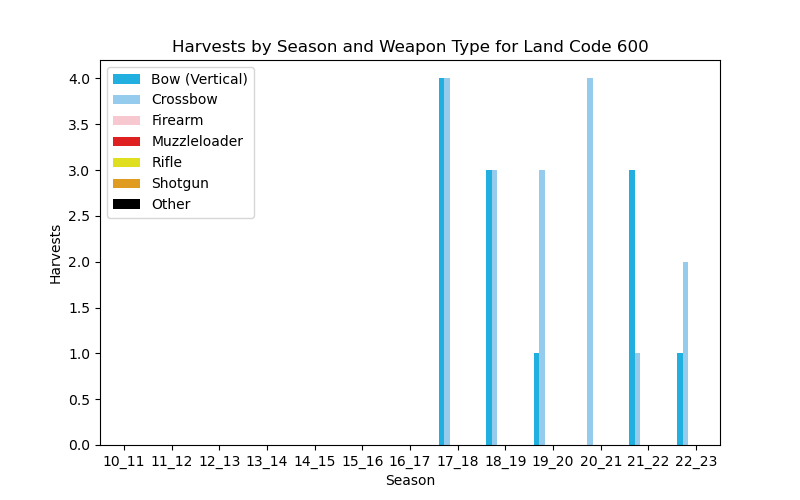 Harvests by Season and Weapon Type for Land Code 600
Bow (Vertical)
Crossbow
Firearm
Muzzleloader
Rifle
Shotgun
Other
4.0
3.5
3.0
2.5
2.0
1.5
1.0
0.5
0.0
Harvests
10_11 11_12 12_13 13_14 14_15 15_16 16_17 17_18 18_19 19_20 20_21 21_22 22_23
Season